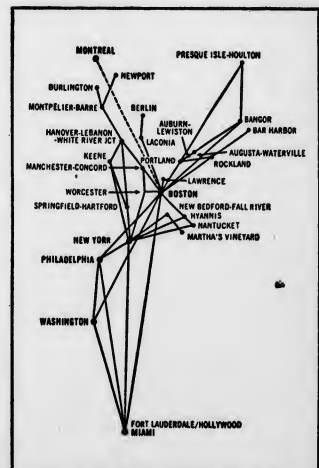 MONTREAL
PRESQUE ISLE-HOULTON
NEWPORT
BURLINGTON
BERLIN
MONTPELIER-BARRE
AUBURN-
LEWISTON
BANGOR
BAR HARBOR
HANOVER-LEBANON
-WHITE RIVER JCT
LACONIA
AUGUSTA-WATERVILLE
KEENE
PORTLAND
ROCKLAND
MANCHESTER-CONCORD
LAWRENCE
WORCESTER
BOSTON
SPRINGFIELD-HARTFORD
NEW BEDFORD-FALL RIVER
HYANNIS
NANTUCKET
NEW YORK
MARTHA'S VINEYARD
PHILADELPHIA
WASHINGTON
FORT LAUDERDALE/HOLLYWOOD
MIAMI